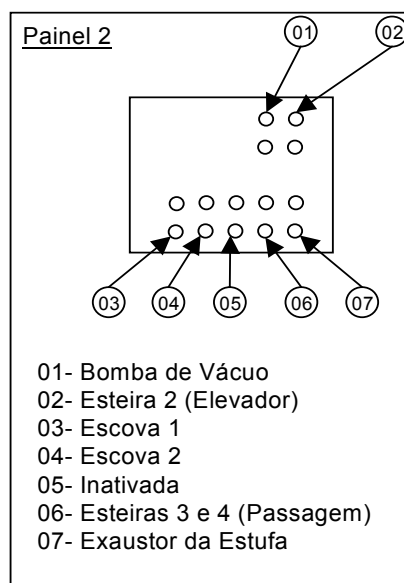 Painel 2
01
02
03
04
05
06
07
01- Bomba de Vácuo
02- Esteira 2 (Elevador)
03- Escova 1
04- Escova 2
05- Inativada
06- Esteiras 3 e 4 (Passagem)
07- Exaustor da Estufa